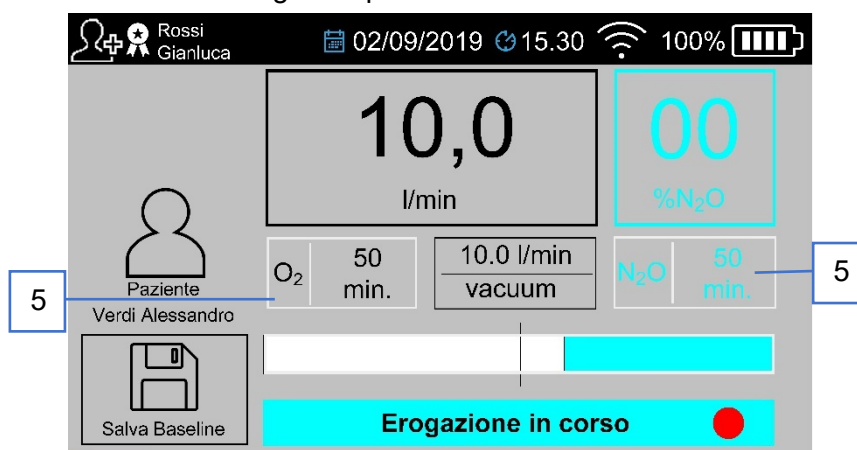 Rossi
Gianluca
02/09/2019 15.30 100%
10,0
l/min
00
%N₂O
O₂ 50 min.
10.0 l/min
vacuum
N₂O 50 min.
5
5
Paziente
Verdi Alessandro
Salva Baseline
Erogazione in corso